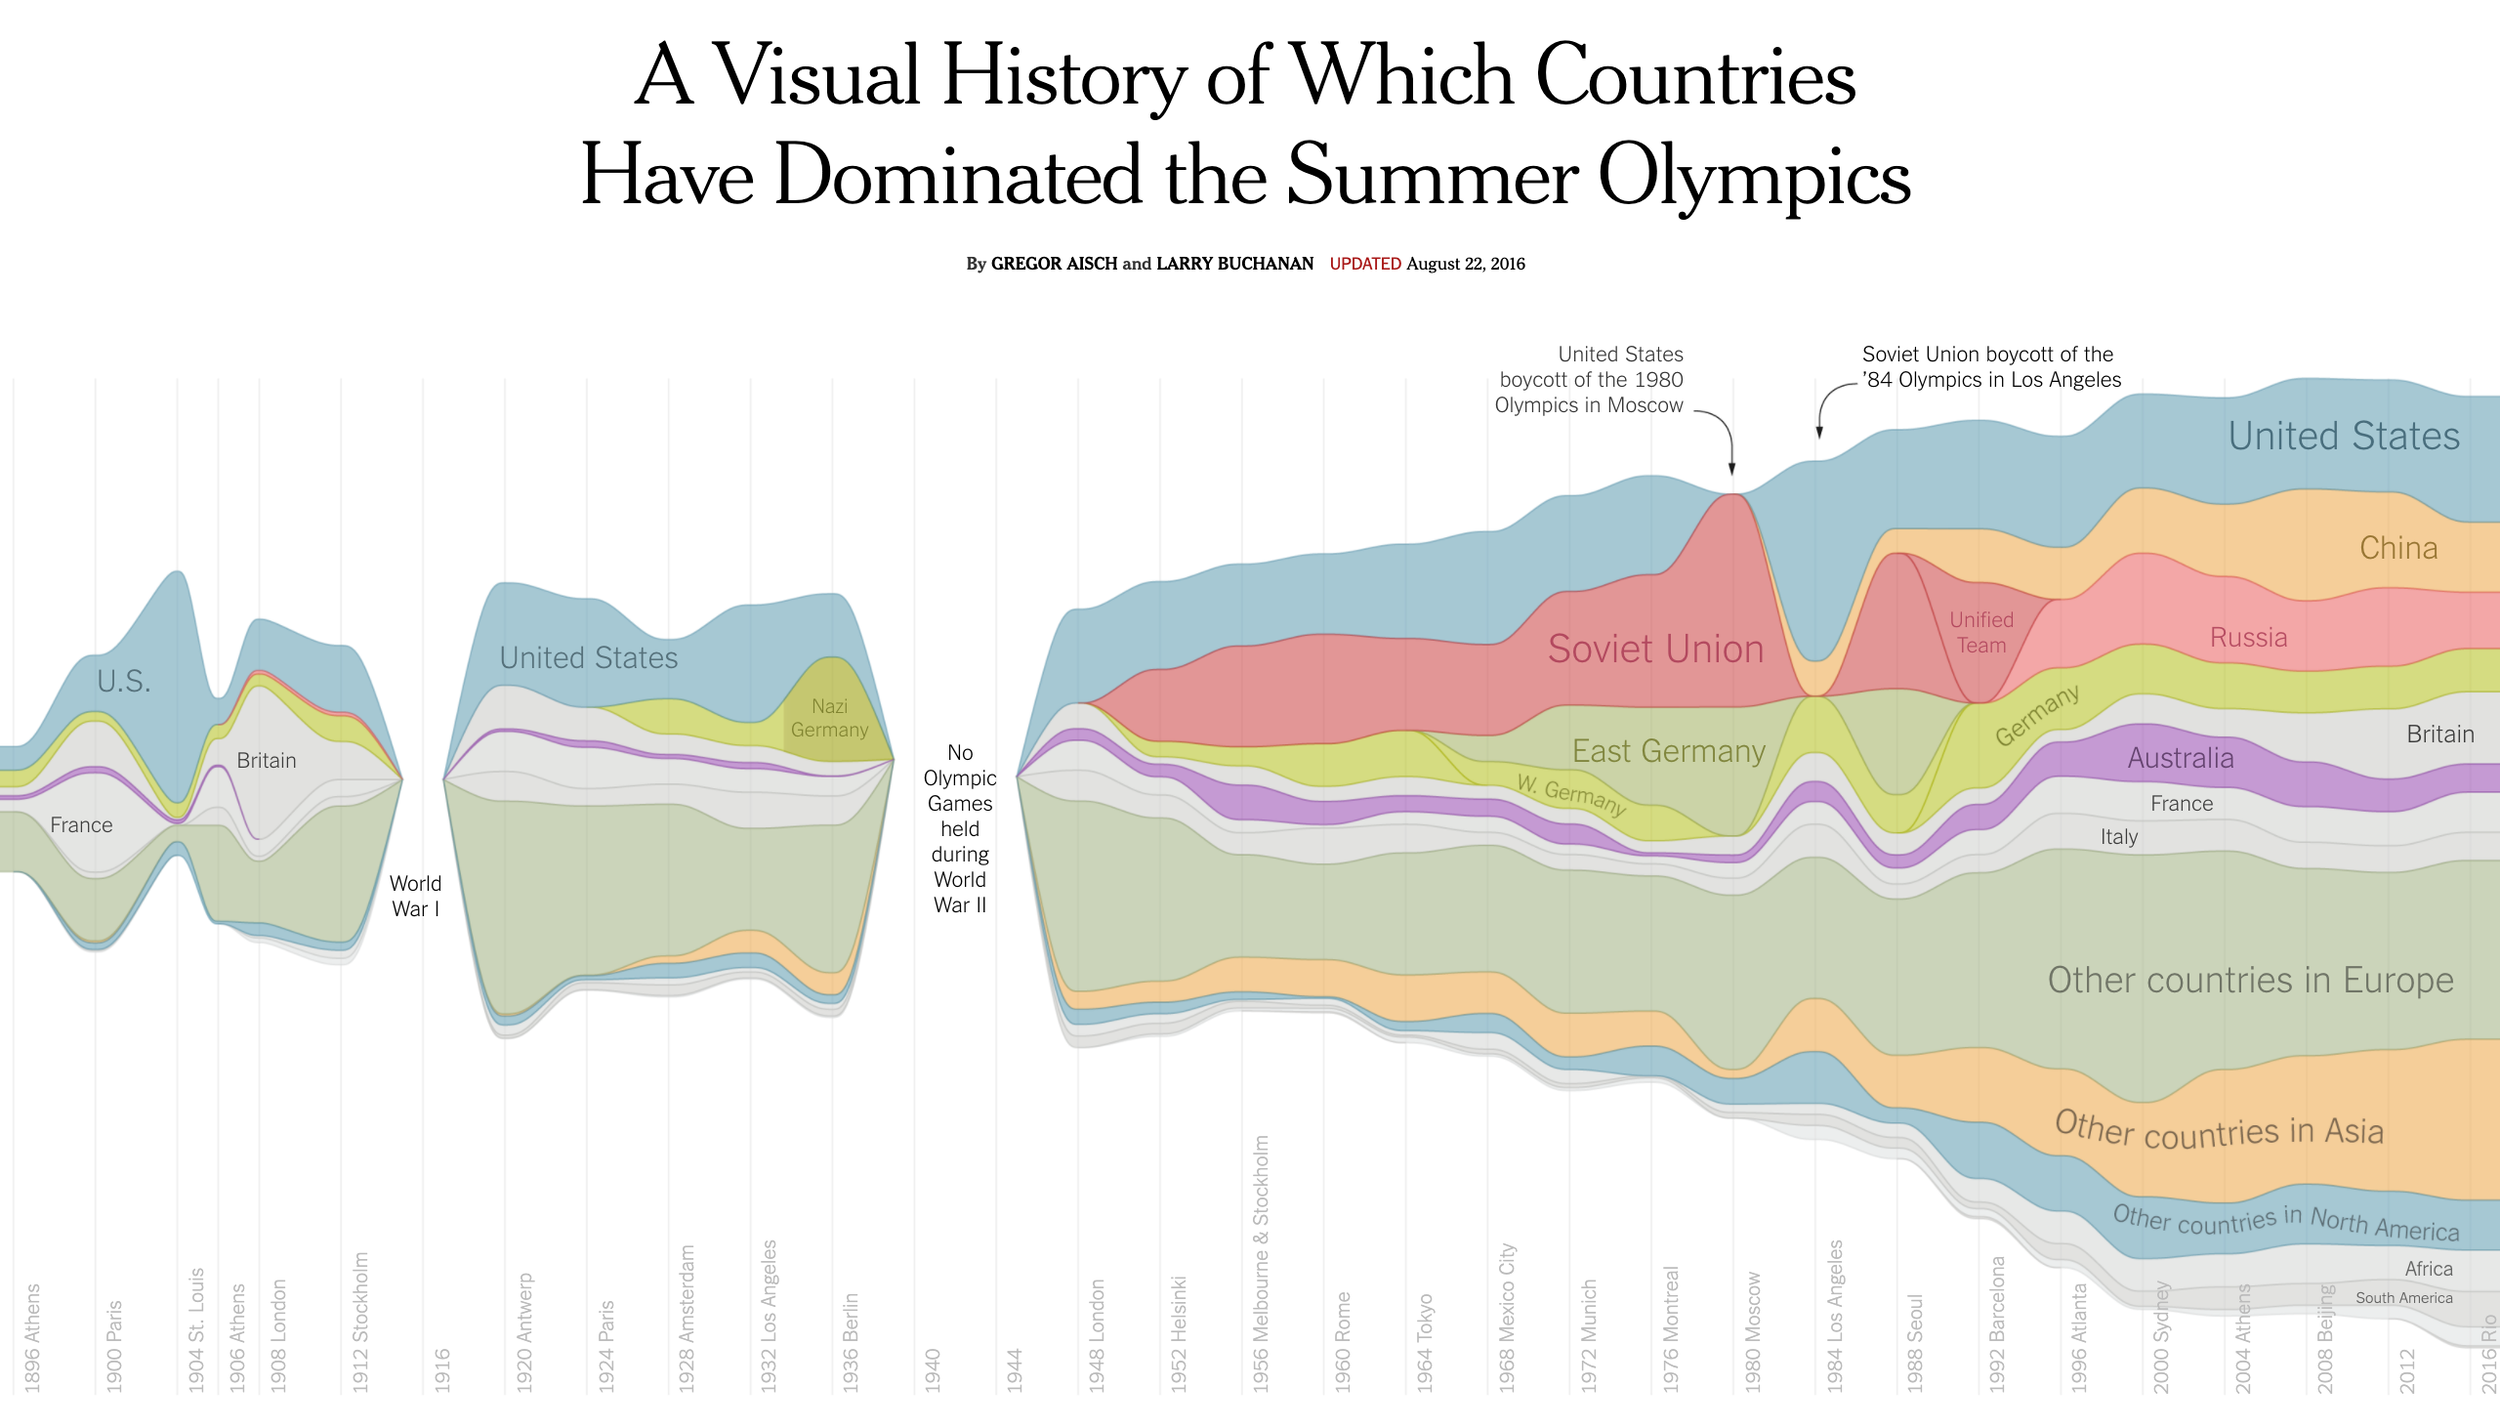 A Visual History of Which Countries
Have Dominated the Summer Olympics
By GREGOR AISCH and LARRY BUCHANAN UPDATED August 22, 2016
United States
boycott of the 1980
Olympics in Moscow
Soviet Union boycott of the
’84 Olympics in Los Angeles
U.S.
Britain
France
World
War I
United States
Nazi
Germany
No
Olympic
Games
held
during
World
War II
Soviet Union
East Germany
W. Germany
Unified
Team
United States
China
Russia
Germany
Britain
Australia
France
Italy
Other countries in Europe
Other countries in Asia
Other countries in North America
Africa
South America
1896 Athens
1900 Paris
1904 St. Louis
1906 Athens
1908 London
1912 Stockholm
1916
1920 Antwerp
1924 Paris
1928 Amsterdam
1932 Los Angeles
1936 Berlin
1940
1944
1948 London
1952 Helsinki
1956 Melbourne & Stockholm
1960 Rome
1964 Tokyo
1968 Mexico City
1972 Munich
1976 Montreal
1980 Moscow
1984 Los Angeles
1988 Seoul
1992 Barcelona
1996 Atlanta
2000 Sydney
2004 Athens
2008 Beijing
2012
2016 Rio